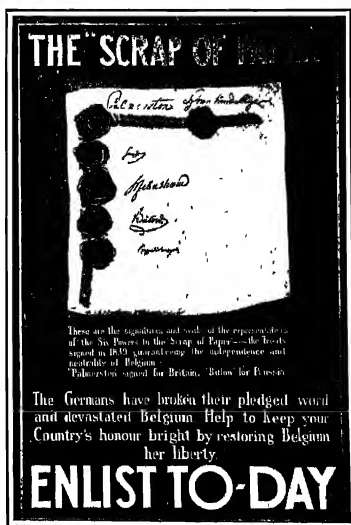 THE "SCRAP OF PAPER"
Palmerston
These are the signatures and seals of the representatives
of the Six Powers to the "Scrap of Paper"—the Treaty
signed in 1839 guaranteeing the independence and
neutrality of Belgium.
"Palmerston" signed for Britain, "Bülow" for Prussia.
The Germans have broken their pledged word
and devastated Belgium. Help to keep your
Country's honour bright by restoring Belgium
her liberty.
ENLIST TO-DAY